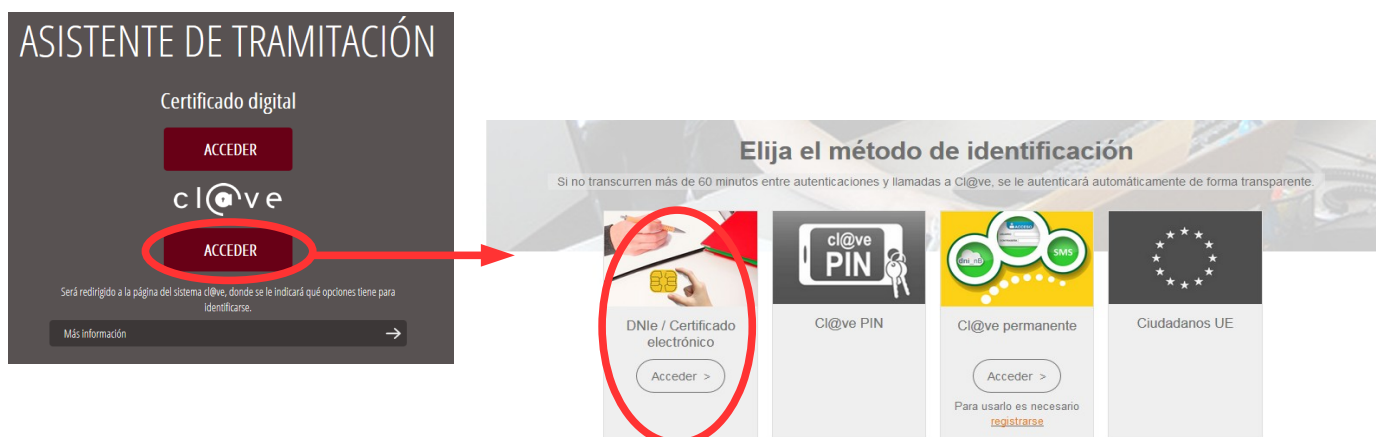 ASISTENTE DE TRAMITACIÓN
Certificado digital
ACCEDER
cl@ve
ACCEDER
Será redirigido a la página del sistema cl@ve, donde se le indicará qué opciones tiene para
identificarse.
Más información
Elija el método de identificación
Si no transcurren más de 60 minutos entre autenticaciones y llamadas a Cl@ve, se le autenticará automáticamente de forma transparente.
DNIe / Certificado
electrónico
Acceder >
cl@ve
PIN
Cl@ve PIN
ACCESO
dni_nB
SMS
Cl@ve permanente
Acceder >
Para usarlo es necesario
registrarse
Ciudadanos UE